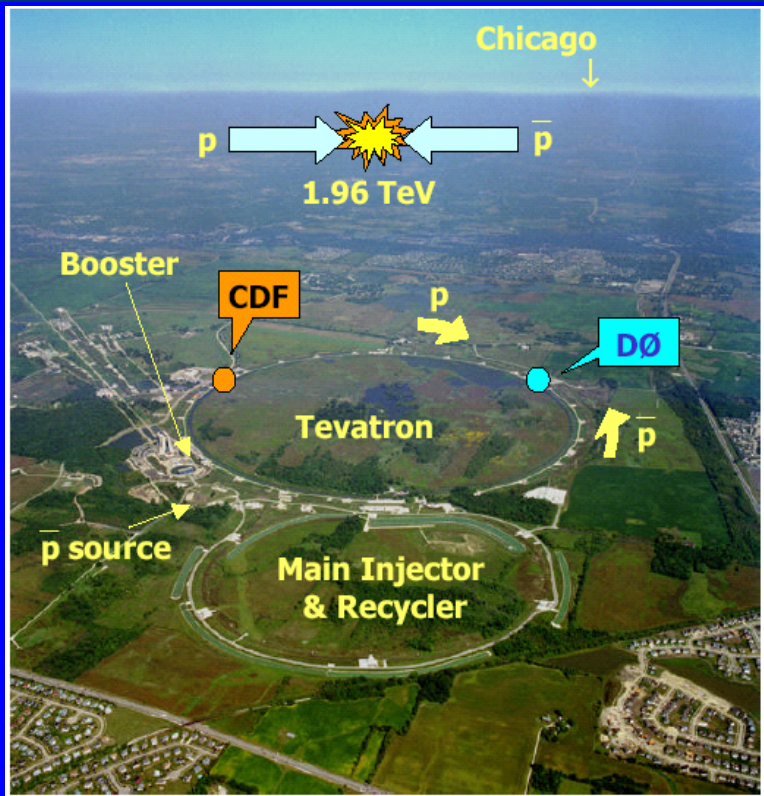 Chicago
p
p̅
1.96 TeV
Booster
CDF
p
DØ
Tevatron
p̅
p̅ source
Main Injector
& Recycler